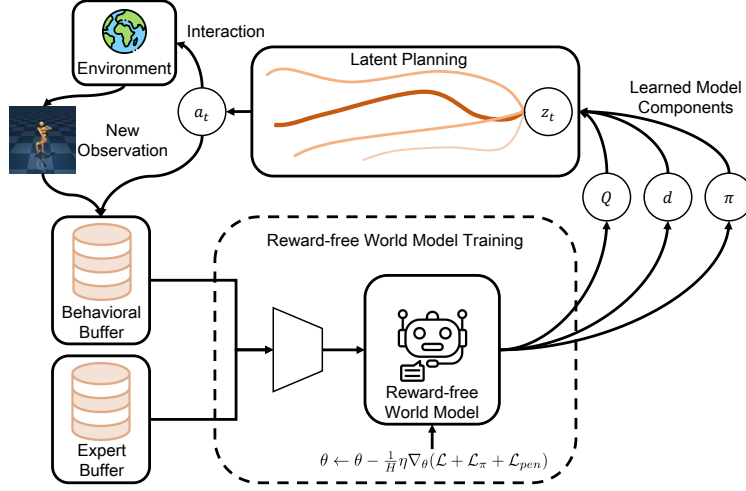 Interaction
Environment
New
Observation
a_t
Latent Planning
z_t
Learned Model
Components
Q
d
π
Behavioral
Buffer
Expert
Buffer
Reward-free World Model Training
Reward-free
World Model
θ ← θ − 1/H η∇_θ(ℒ + ℒ_π + ℒ_pen)